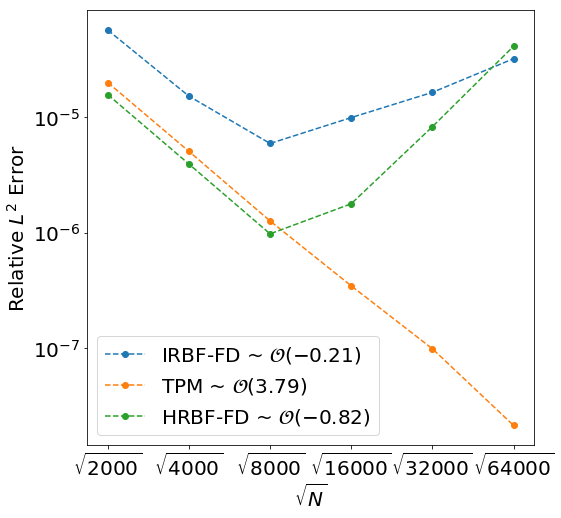 10⁻⁵
10⁻⁶
10⁻⁷
Relative L² Error
IRBF-FD ~ 𝒪(−0.21)
TPM ~ 𝒪(3.79)
HRBF-FD ~ 𝒪(−0.82)
√2000 √4000 √8000 √16000 √32000 √64000
√N